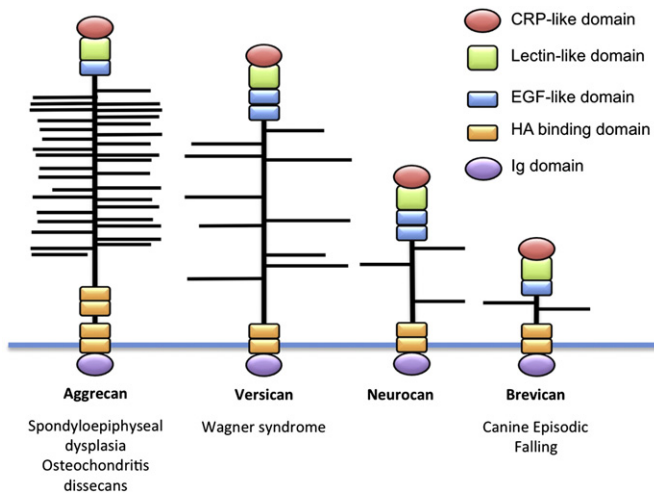 CRP-like domain
Lectin-like domain
EGF-like domain
HA binding domain
Ig domain
Aggrecan
Versican
Neurocan
Brevican
Spondyloepiphyseal
dysplasia
Osteochondritis
dissecans
Wagner syndrome
Canine Episodic
Falling